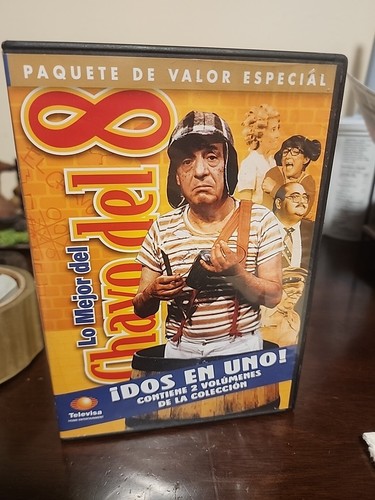 PAQUETE DE VALOR ESPECIAL
Lo Mejor del
Chavo del 8
¡DOS EN UNO!
CONTIENE 2 VOLÚMENES
DE LA COLECCIÓN
Televisa